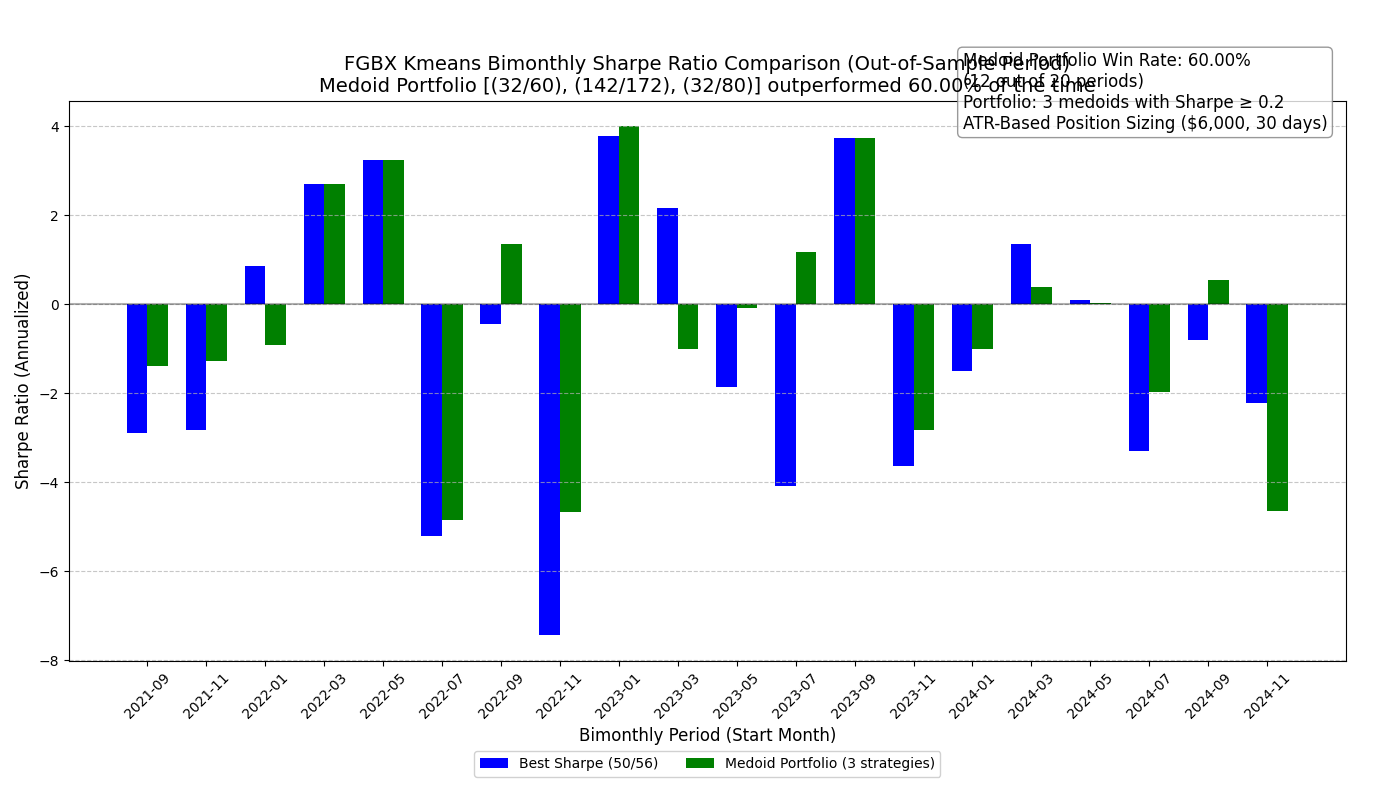 FGBX Kmeans Bimonthly Sharpe Ratio Comparison (Out-of-Sample Period)
Medoid Portfolio [(32/60), (142/172), (32/80)] outperformed 60.00% of the time
Medoid Portfolio Win Rate: 60.00%
(12 out of 20 periods)
Portfolio: 3 medoids with Sharpe ≥ 0.2
ATR-Based Position Sizing ($6,000, 30 days)
Sharpe Ratio (Annualized)
4
2
0
−2
−4
−6
−8
2021-09
2021-11
2022-01
2022-03
2022-05
2022-07
2022-09
2022-11
2023-01
2023-03
2023-05
2023-07
2023-09
2023-11
2024-01
2024-03
2024-05
2024-07
2024-09
2024-11
Bimonthly Period (Start Month)
Best Sharpe (50/56)
Medoid Portfolio (3 strategies)